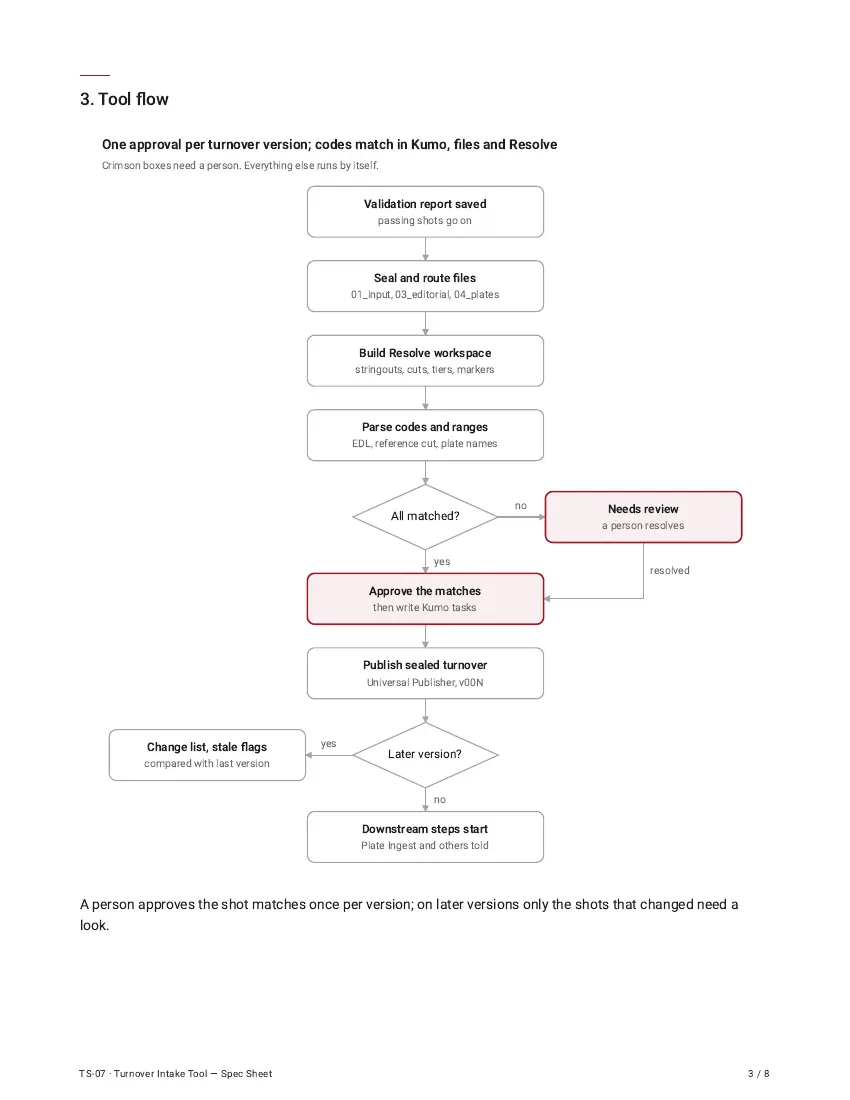 3. Tool flow
One approval per turnover version; codes match in Kumo, files and Resolve
Crimson boxes need a person. Everything else runs by itself.
Validation report saved
passing shots go on
Seal and route files
01_input, 03_editorial, 04_plates
Build Resolve workspace
stringouts, cuts, tiers, markers
Parse codes and ranges
EDL, reference cut, plate names
All matched?
no
Needs review
a person resolves
yes
resolved
Approve the matches
then write Kumo tasks
Publish sealed turnover
Universal Publisher, v00N
Later version?
yes
Change list, stale flags
compared with last version
no
Downstream steps start
Plate Ingest and others told
A person approves the shot matches once per version; on later versions only the shots that changed need a
look.
TS-07 · Turnover Intake Tool — Spec Sheet
3 / 8